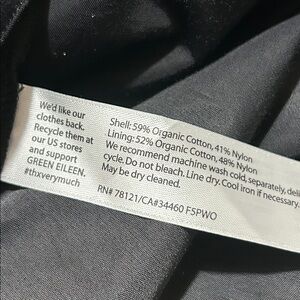 We'd like our
clothes back.
Recycle them at
our US stores
and support
GREEN EILEEN.
#thxverymuch
Shell: 59% Organic Cotton, 41% Nylon
Lining: 52% Organic Cotton, 48% Nylon
We recommend machine wash cold, separately,
cycle. Do not bleach. Line dry. Cool iron if necessary.
May be dry cleaned.
RN# 78121/CA#34460 F5PWO